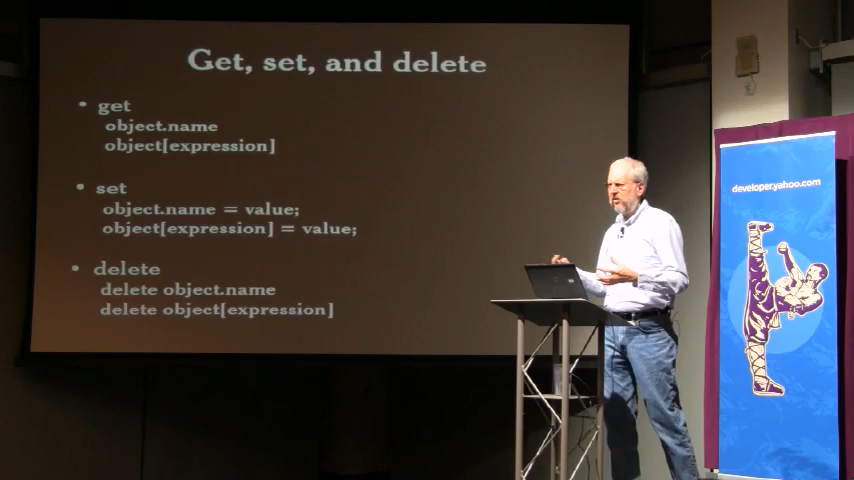 Get, set, and delete
• get
object.name
object[expression]
• set
object.name = value;
object[expression] = value;
• delete
delete object.name
delete object[expression]
developer.yahoo.com